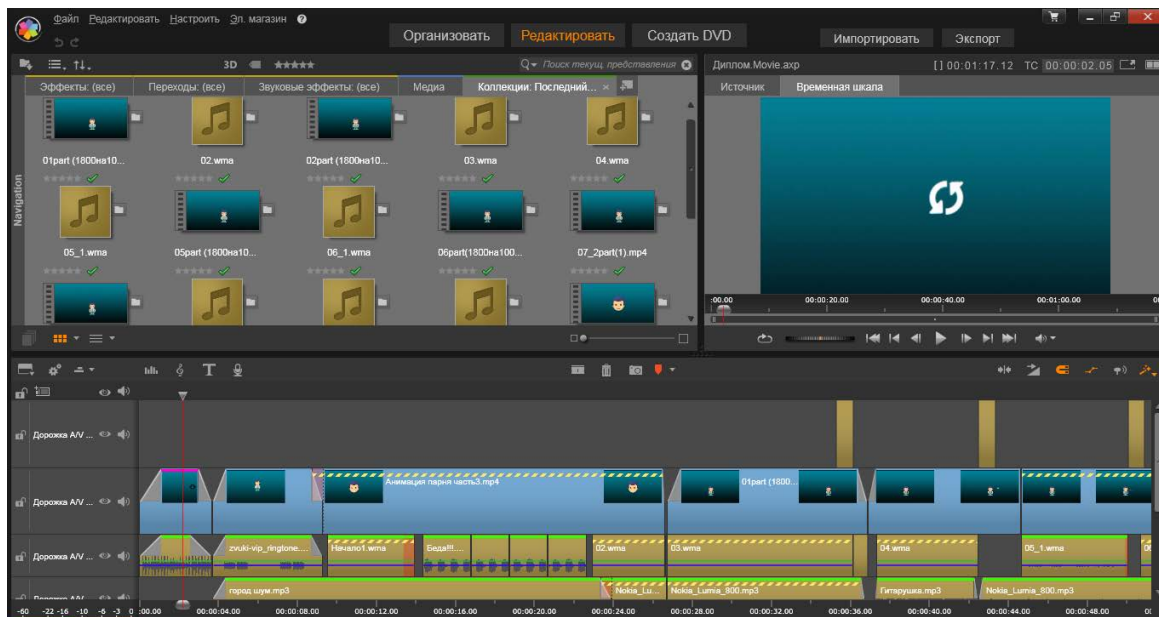 Файл Редактировать Настроить Эл. магазин
Организовать Редактировать Создать DVD Импортировать Экспорт
3D Поиск текущ. представления Диплом.Movie.axp [ ] 00:01:17.12 TC 00:00:02.05
Эффекты: (все) Переходы: (все) Звуковые эффекты: (все) Медиа Коллекции: Последний... × Источник Временная шкала
Navigation
01part (1800на10... 02.wma 02part (1800на10... 03.wma 04.wma
05_1.wma 05part (1800на10... 06_1.wma 06part(1800на100... 07_2part(1).mp4
:00.00 00:00:20.00 00:00:40.00 00:01:00.00
Дорожка A/V ...
Дорожка A/V ... Анимация парня часть3.mp4 01part (1800...
Дорожка A/V ... zvuki-vip_ringtone.... Начало1.wma Беда!!!.... 02.wma 03.wma 04.wma 05_1.wma
город шум.mp3 Nokia_Lu... Nokia_Lumia_800.mp3 Гитарушка.mp3 Nokia_Lumia_800.mp3
-60 -22 -16 -10 -6 -3 0 :00.00 00:00:04.00 00:00:08.00 00:00:12.00 00:00:16.00 00:00:20.00 00:00:24.00 00:00:28.00 00:00:32.00 00:00:36.00 00:00:40.00 00:00:44.00 00:00:48.00